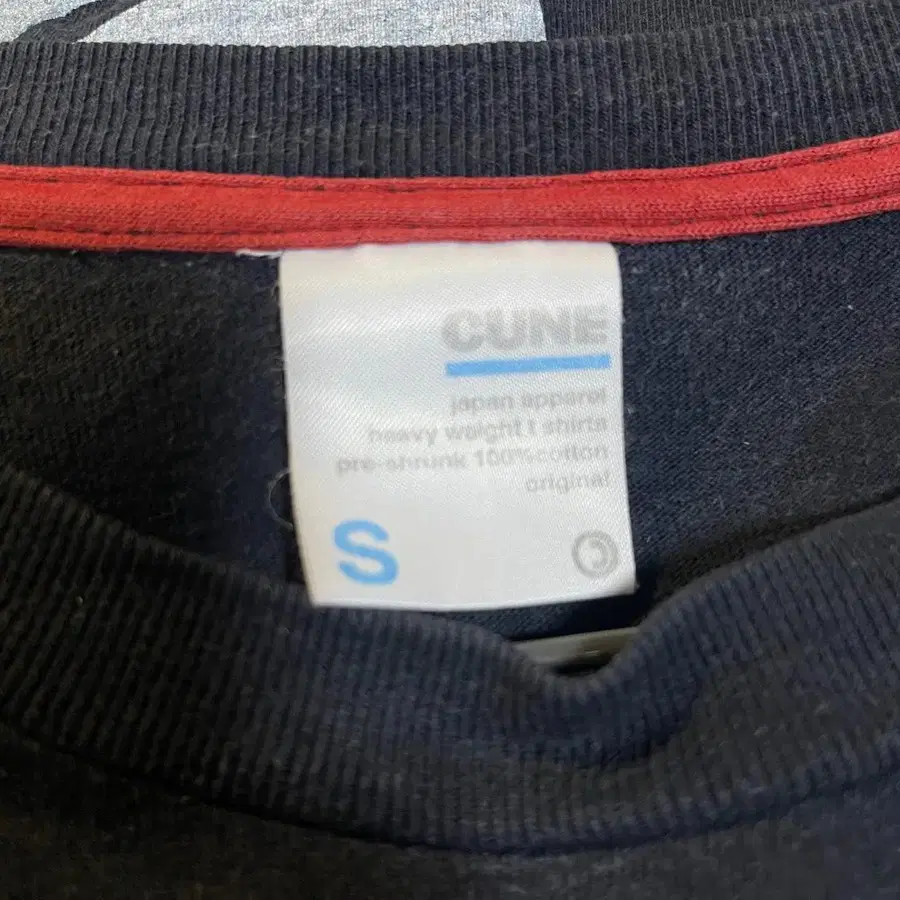 CUNE
japan apparel
heavy weight t shirts
pre-shrunk 100%cotton
original
S